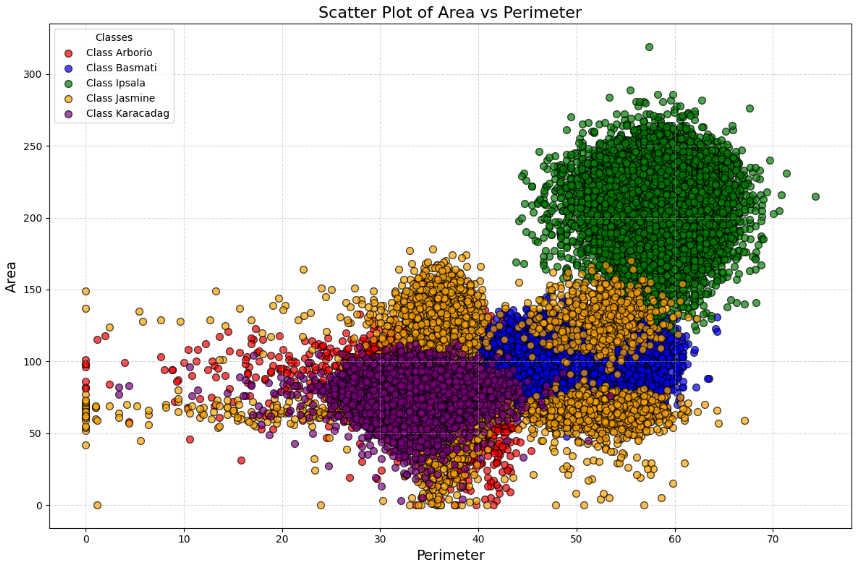 Scatter Plot of Area vs Perimeter
Classes
Class Arborio
Class Basmati
Class Ipsala
Class Jasmine
Class Karacadag
Area
300
250
200
150
100
50
0
0 10 20 30 40 50 60 70
Perimeter